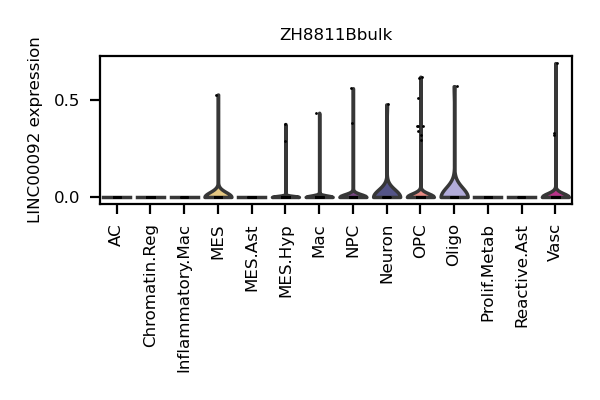 ZH8811Bbulk
LINC00092 expression
0.5
0.0
AC
Chromatin.Reg
Inflammatory.Mac
MES
MES.Ast
MES.Hyp
Mac
NPC
Neuron
OPC
Oligo
Prolif.Metab
Reactive.Ast
Vasc